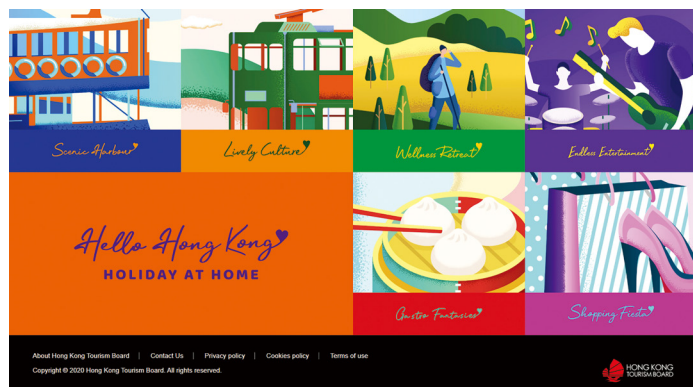 Scenic Harbour
Lively Culture
Wellness Retreat
Endless Entertainment
Hello Hong Kong
HOLIDAY AT HOME
Gastro Fantasies
Shopping Fiesta
About Hong Kong Tourism Board | Contact Us | Privacy policy | Cookies policy | Terms of use
Copyright © 2020 Hong Kong Tourism Board. All rights reserved.
HONG KONG
TOURISM BOARD